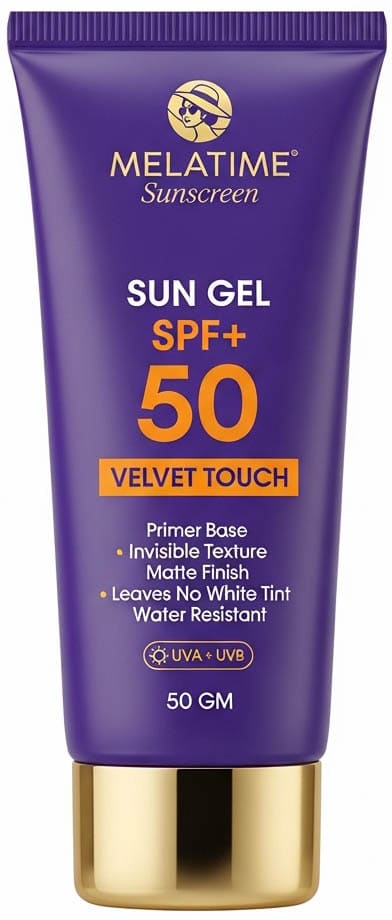 MELATIME®
Sunscreen
SUN GEL
SPF+
50
VELVET TOUCH
Primer Base
• Invisible Texture
Matte Finish
• Leaves No White Tint
Water Resistant
UVA + UVB
50 GM